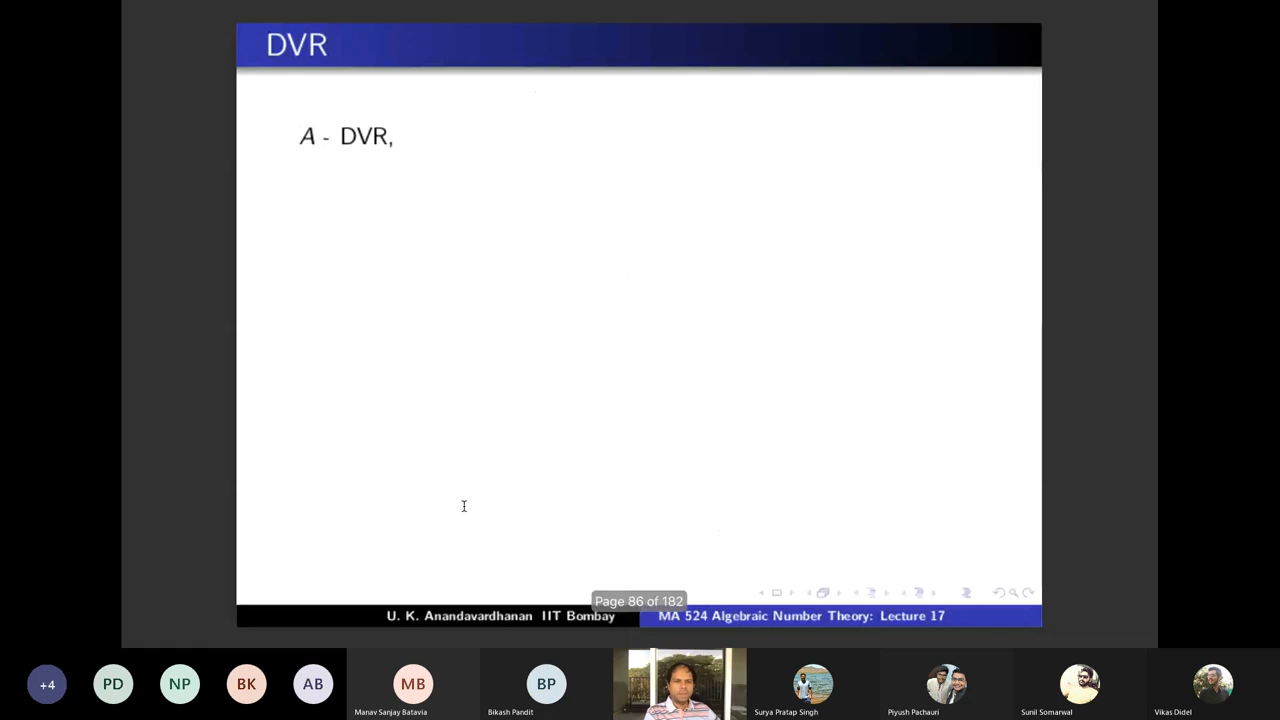 DVR
A - DVR,
Page 86 of 182
U. K. Anandavardhanan IIT Bombay
MA 524 Algebraic Number Theory: Lecture 17
+4
PD
NP
BK
AB
MB
Manav Sanjay Batavia
BP
Bikash Pandit
Surya Pratap Singh
Piyush Pachauri
Sunil Somarwal
Vikas Didel